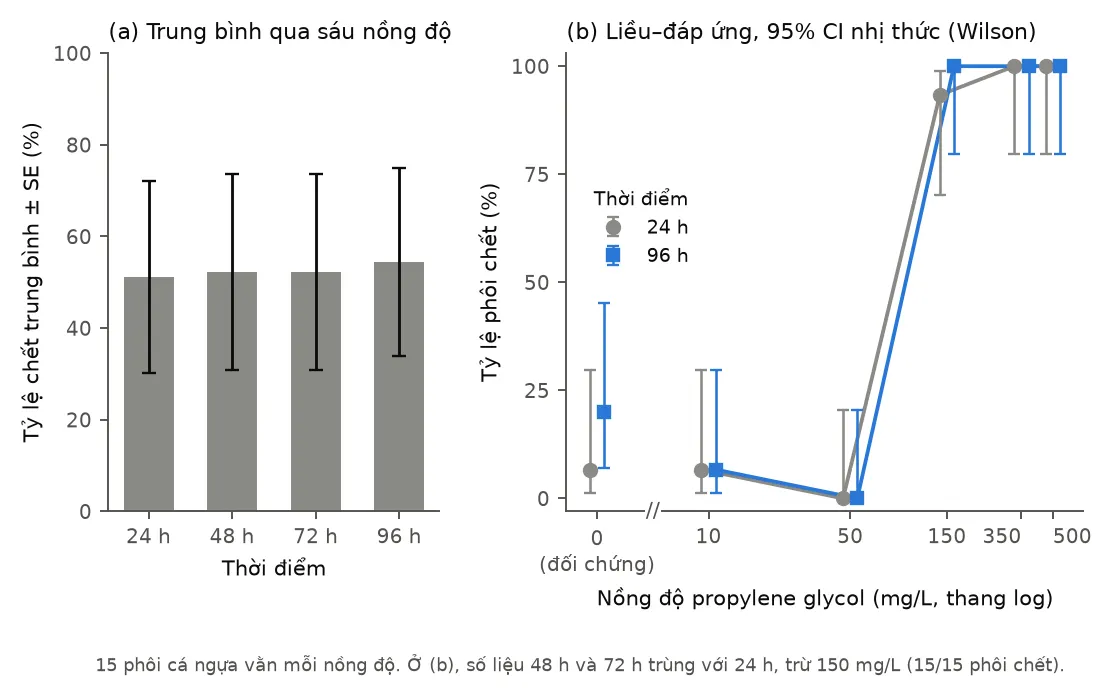 (a) Trung bình qua sáu nồng độ
Tỷ lệ chết trung bình ± SE (%)
100
80
60
40
20
0
24 h
48 h
72 h
96 h
Thời điểm
(b) Liều–đáp ứng, 95% CI nhị thức (Wilson)
Tỷ lệ phôi chết (%)
100
75
50
25
0
Thời điểm
24 h
96 h
0
(đối chứng)
10
50
150
350
500
Nồng độ propylene glycol (mg/L, thang log)
15 phôi cá ngựa vằn mỗi nồng độ. Ở (b), số liệu 48 h và 72 h trùng với 24 h, trừ 150 mg/L (15/15 phôi chết).